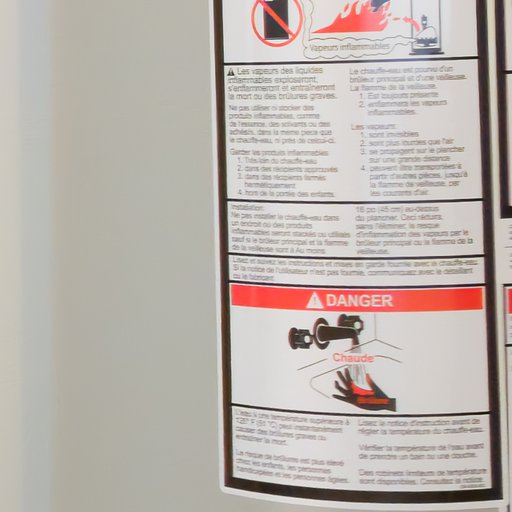 Vapeurs inflammables
Les vapeurs des liquides
inflammables exploseront,
s'enflammeront et entraîneront
la mort ou des brûlures graves.
Ne pas utiliser ni stocker des
produits inflammables, comme
de l'essence, des solvants ou des
adhésifs, dans la même pièce que
le chauffe-eau, ni près de celui-ci.
Garder les produits inflammables:
1. Très loin du chauffe-eau
2. dans des récipients approuvés
3. dans des récipients fermés
hermétiquement
4. hors de la portée des enfants.
Le chauffe-eau est pourvu d'un
brûleur principal et d'une veilleuse.
La flamme de la veilleuse.
1. Est toujours présente
2. enflammera les vapeurs
inflammables.
Les vapeurs:
1. sont invisibles
2. sont plus lourdes que l'air
3. se propagent sur le plancher
sur une grande distance
4. peuvent être transportées à
partir d'autres pièces, jusqu'à
la flamme de la veilleuse, par
les courants d'air.
Installation:
Ne pas installer le chauffe-eau dans
un endroit où des produits
inflammables seront stockés ou utilisés
sauf si le brûleur principal et la flamme
de la veilleuse sont à Au moins
18 po (45 cm) au-dessus
du plancher. Ceci réduira,
sans l'éliminer, le risque
d'inflammation des vapeurs par le
brûleur principal ou la flamme de la
veilleuse.
Lisez et suivez les instructions et mises en garde fournies avec le chauffe-eau.
Si la notice de l'utilisateur n'est pas fournie, communiquez avec le détaillant
ou le fabricant.
DANGER
Chaude
Brûlure
L'eau à une température supérieure à
125° F (51 °C) peut instantanément
causer des brûlures graves ou
entraîner la mort.
Le risque de brûlures est plus élevé
chez les enfants, les personnes
handicapées et les personnes âgées.
Lisez la notice d'instruction avant de
régler la température du chauffe-eau.
Vérifier la température de l'eau avant
de prendre un bain ou une douche.
Des robinets limiteurs de température
sont disponibles. Consultez la notice